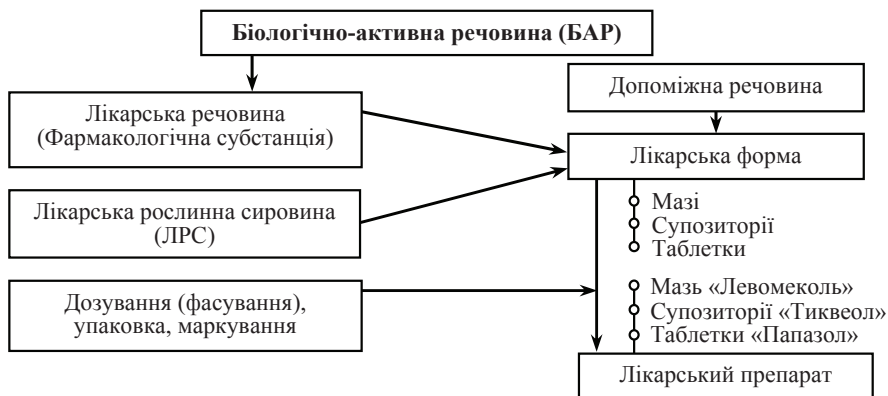 Біологічно-активна речовина (БАР)
Допоміжна речовина
Лікарська речовина
(Фармакологічна субстанція)
Лікарська форма
Мазі
Супозиторії
Таблетки
Лікарська рослинна сировина
(ЛРС)
Дозування (фасування),
упаковка, маркування
Мазь «Левомеколь»
Супозиторії «Тиквеол»
Таблетки «Папазол»
Лікарський препарат